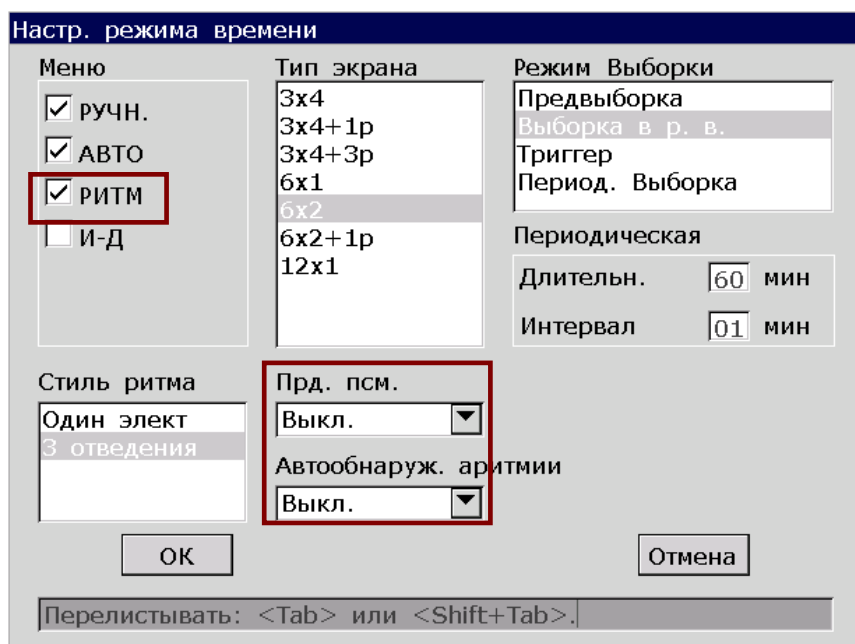 Настр. режима времени
Меню
РУЧН.
АВТО
РИТМ
И-Д
Тип экрана
3x4
3x4+1р
3x4+3р
6x1
6x2
6x2+1р
12x1
Режим Выборки
Предвыборка
Выборка в р. в.
Триггер
Период. Выборка
Периодическая
Длительн. 60 мин
Интервал 01 мин
Стиль ритма
Один элект
3 отведения
Прд. псм.
Выкл.
Автообнаруж. аритмии
Выкл.
ОК
Отмена
Перелистывать: <Tab> или <Shift+Tab>.